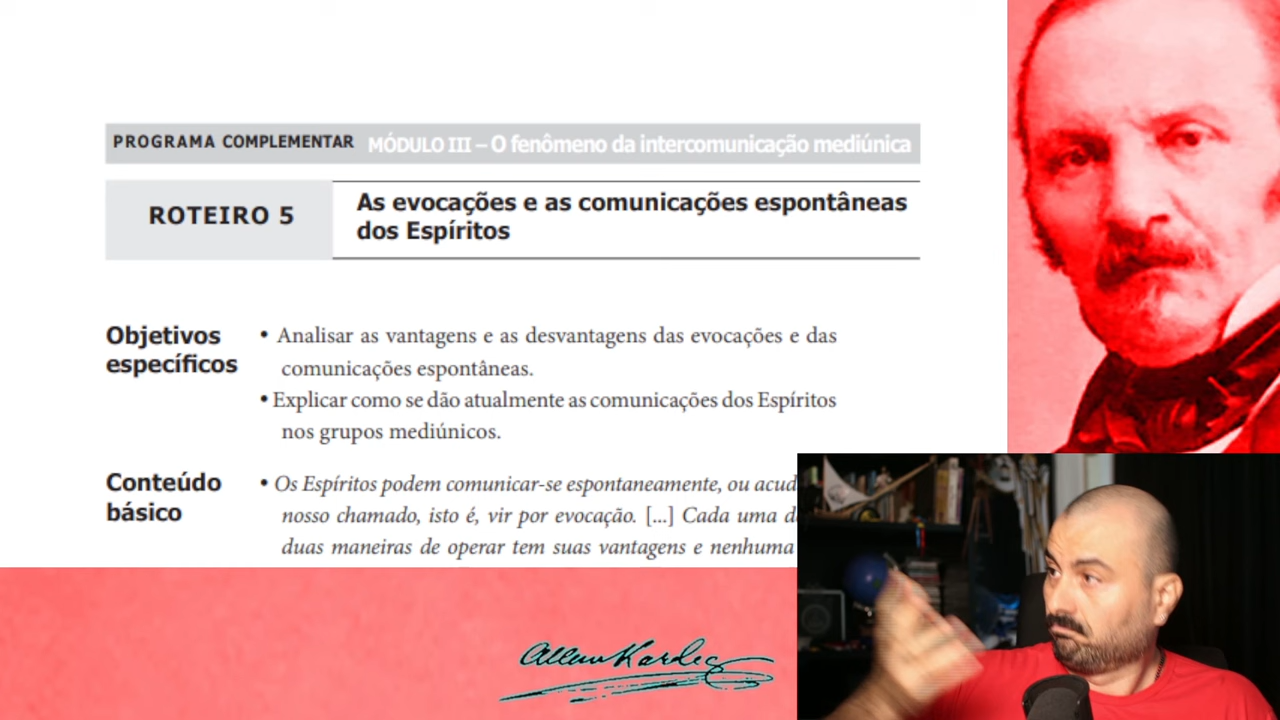 PROGRAMA COMPLEMENTAR MÓDULO III – O fenômeno da intercomunicação mediúnica
ROTEIRO 5
As evocações e as comunicações espontâneas
dos Espíritos
Objetivos
específicos
• Analisar as vantagens e as desvantagens das evocações e das
comunicações espontâneas.
• Explicar como se dão atualmente as comunicações dos Espíritos
nos grupos mediúnicos.
Conteúdo
básico
• Os Espíritos podem comunicar-se espontaneamente, ou
nosso chamado, isto é, vir por evocação. [...] Cada uma
duas maneiras de operar tem suas vantagens e nenhuma
Allan Kardec